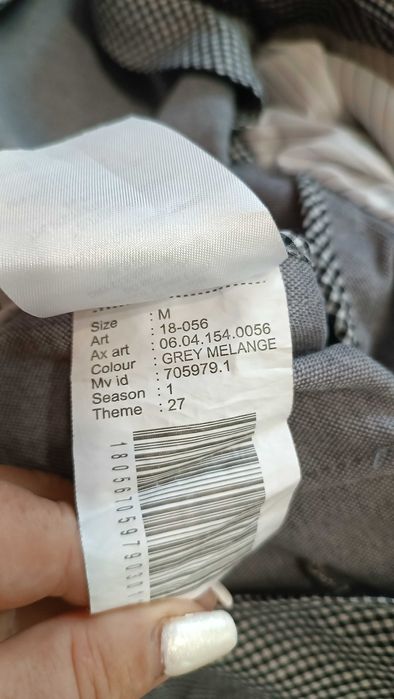 Size : M
Art : 18-056
Ax art : 06.04.154.0056
Colour : GREY MELANGE
Mv id : 705979.1
Season : 1
Theme : 27